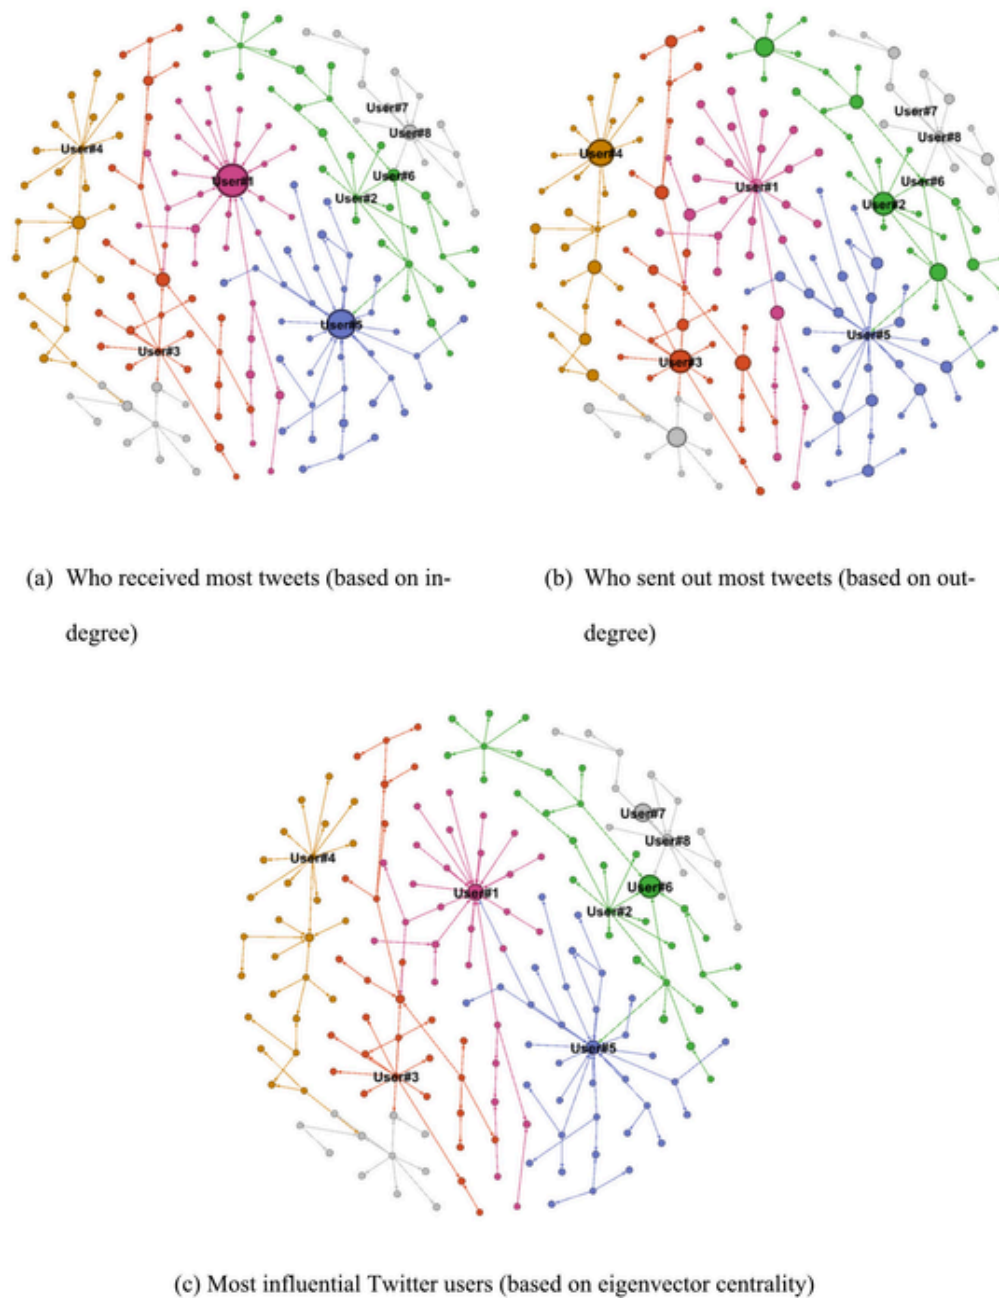 User#7
User#8
User#4
User#6
User#1
User#2
User#5
User#3
User#7
User#8
User#4
User#6
User#1
User#2
User#5
User#3
(a) Who received most tweets (based on in-
degree)
(b) Who sent out most tweets (based on out-
degree)
User#7
User#8
User#4
User#6
User#1
User#2
User#5
User#3
(c) Most influential Twitter users (based on eigenvector centrality)